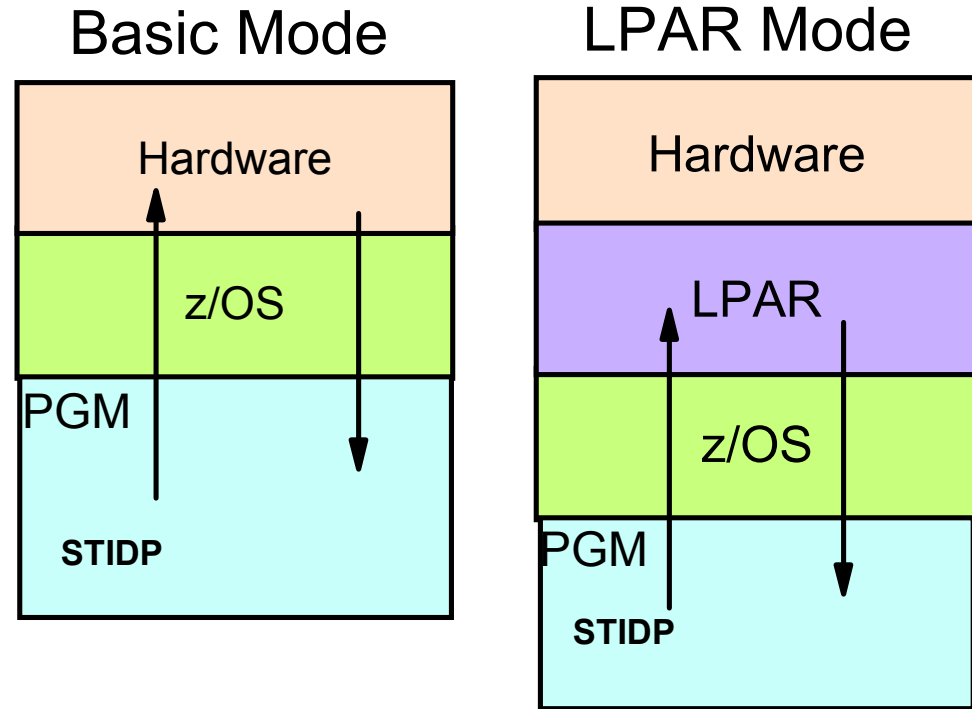 Basic Mode
Hardware
z/OS
PGM
STIDP
LPAR Mode
Hardware
LPAR
z/OS
PGM
STIDP